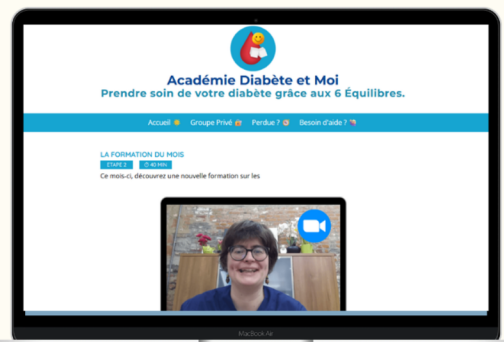 Académie Diabète et Moi
Prendre soin de votre diabète grâce aux 6 Équilibres.
Accueil Groupe Privé Perdue ? Besoin d'aide ?
LA FORMATION DU MOIS
ETAPE 2 40 MIN
Ce mois-ci, découvrez une nouvelle formation sur les
MacBook Air